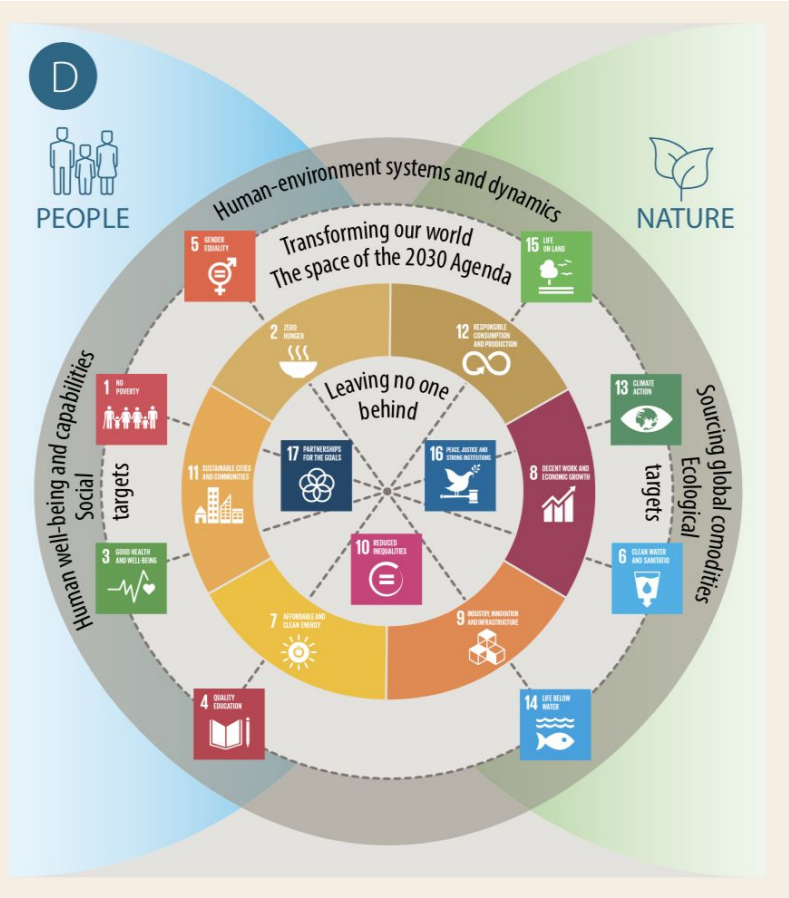 D
PEOPLE
NATURE
Human-environment systems and dynamics
Transforming our world
The space of the 2030 Agenda
5 GENDER
EQUALITY
15 LIFE
ON LAND
2 ZERO
HUNGER
12 RESPONSIBLE
CONSUMPTION
AND PRODUCTION
Leaving no one
behind
1 NO
POVERTY
13 CLIMATE
ACTION
Human well-being and capabilities
Social
targets
Sourcing global comodities
Ecological
targets
17 PARTNERSHIPS
FOR THE GOALS
16 PEACE, JUSTICE AND
STRONG INSTITUTIONS
11 SUSTAINABLE CITIES
AND COMMUNITIES
8 DECENT WORK AND
ECONOMIC GROWTH
10 REDUCED
INEQUALITIES
3 GOOD HEALTH
AND WELL-BEING
6 CLEAN WATER
AND SANITATIO
7 AFFORDABLE AND
CLEAN ENERGY
9 INDUSTRY, INNOVATION
AND INFRASTRUCTURE
4 QUALITY
EDUCATION
14 LIFE BELOW
WATER